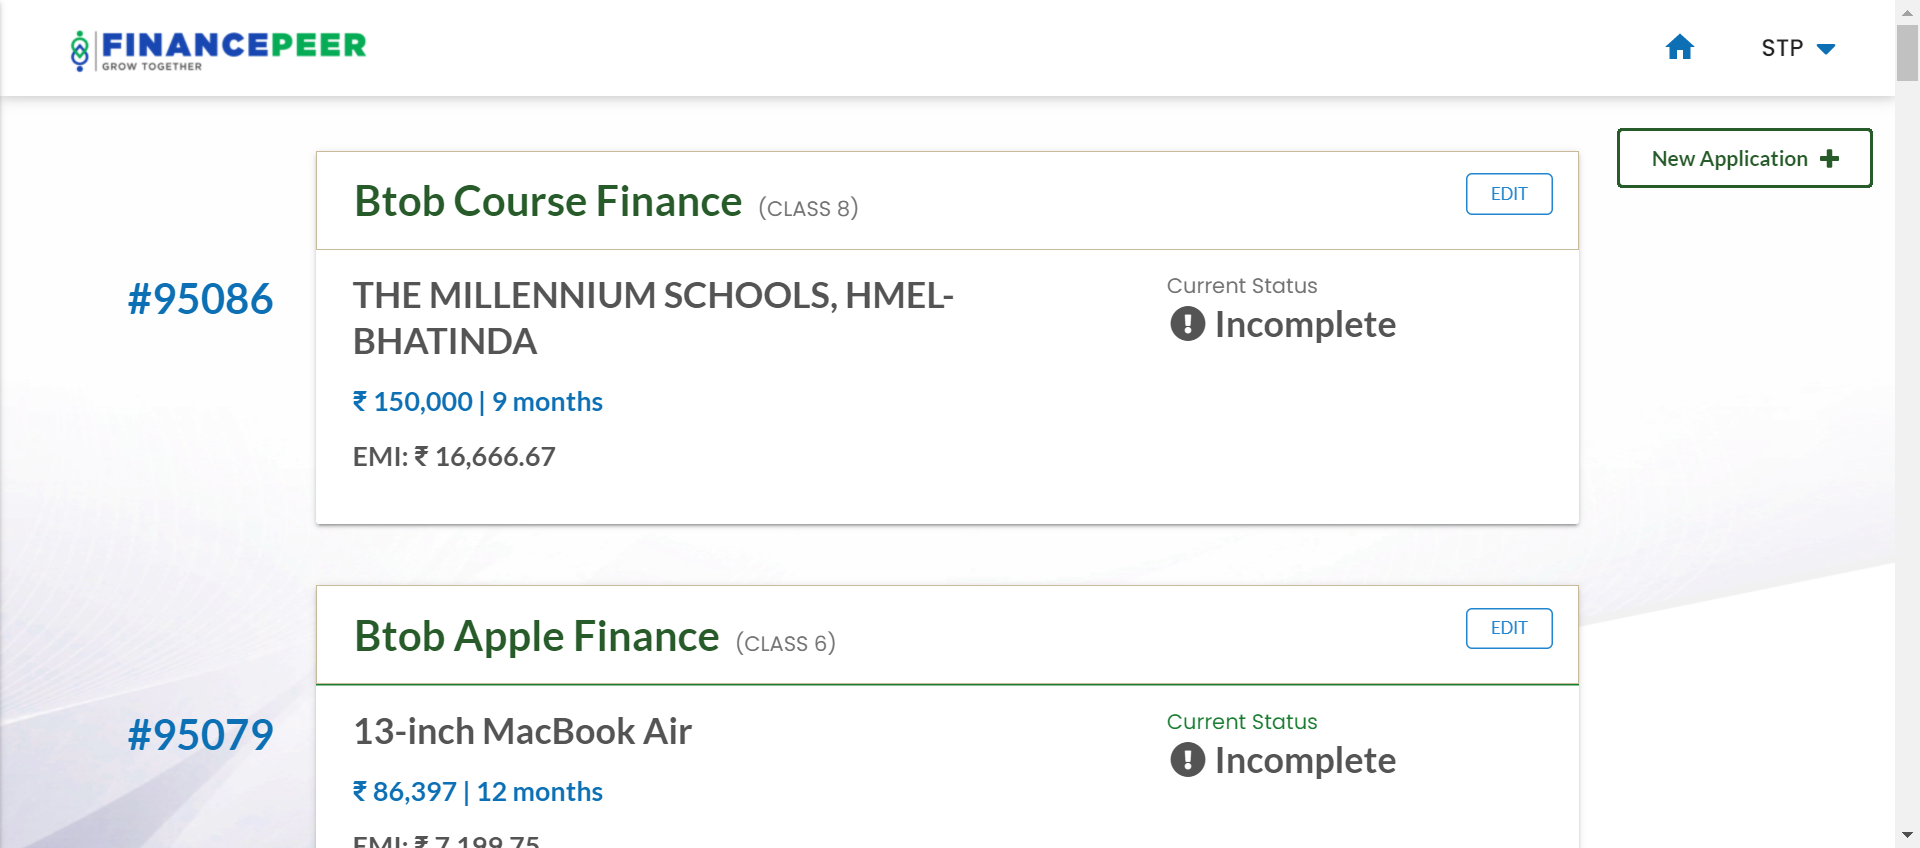 FINANCEPEER
GROW TOGETHER
STP
New Application
Btob Course Finance (CLASS 8)
EDIT
#95086
THE MILLENNIUM SCHOOLS, HMEL-
BHATINDA
₹ 150,000 | 9 months
EMI: ₹ 16,666.67
Current Status
Incomplete
Btob Apple Finance (CLASS 6)
EDIT
#95079
13-inch MacBook Air
₹ 86,397 | 12 months
EMI: ₹ 7,199.75
Current Status
Incomplete